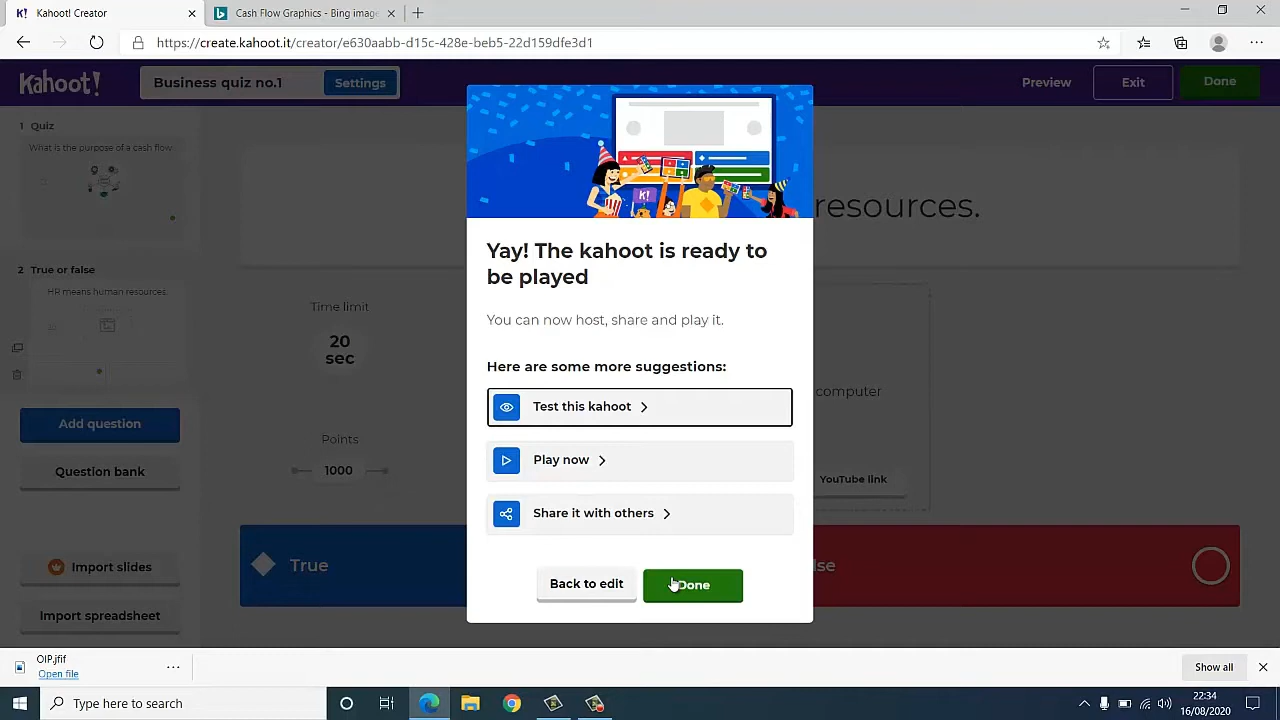 Kahoot Creator
Cash Flow Graphics - Bing image
https://create.kahoot.it/creator/e630aabb-d15c-428e-beb5-22d159dfe3d1
Kahoot!
Business quiz no.1
Settings
Preview
Exit
Done
1 Quiz
What is the purpose of a cash flow
2 True or false
HR means human resources.
Add question
Question bank
Import slides
Import spreadsheet
resources.
Time limit
20
sec
Points
1000
computer
YouTube link
True
lse
Yay! The kahoot is ready to
be played
You can now host, share and play it.
Here are some more suggestions:
Test this kahoot
Play now
Share it with others
Back to edit
Done
OIP.jfif
Open file
Show all
Type here to search
22:34
16/08/2020